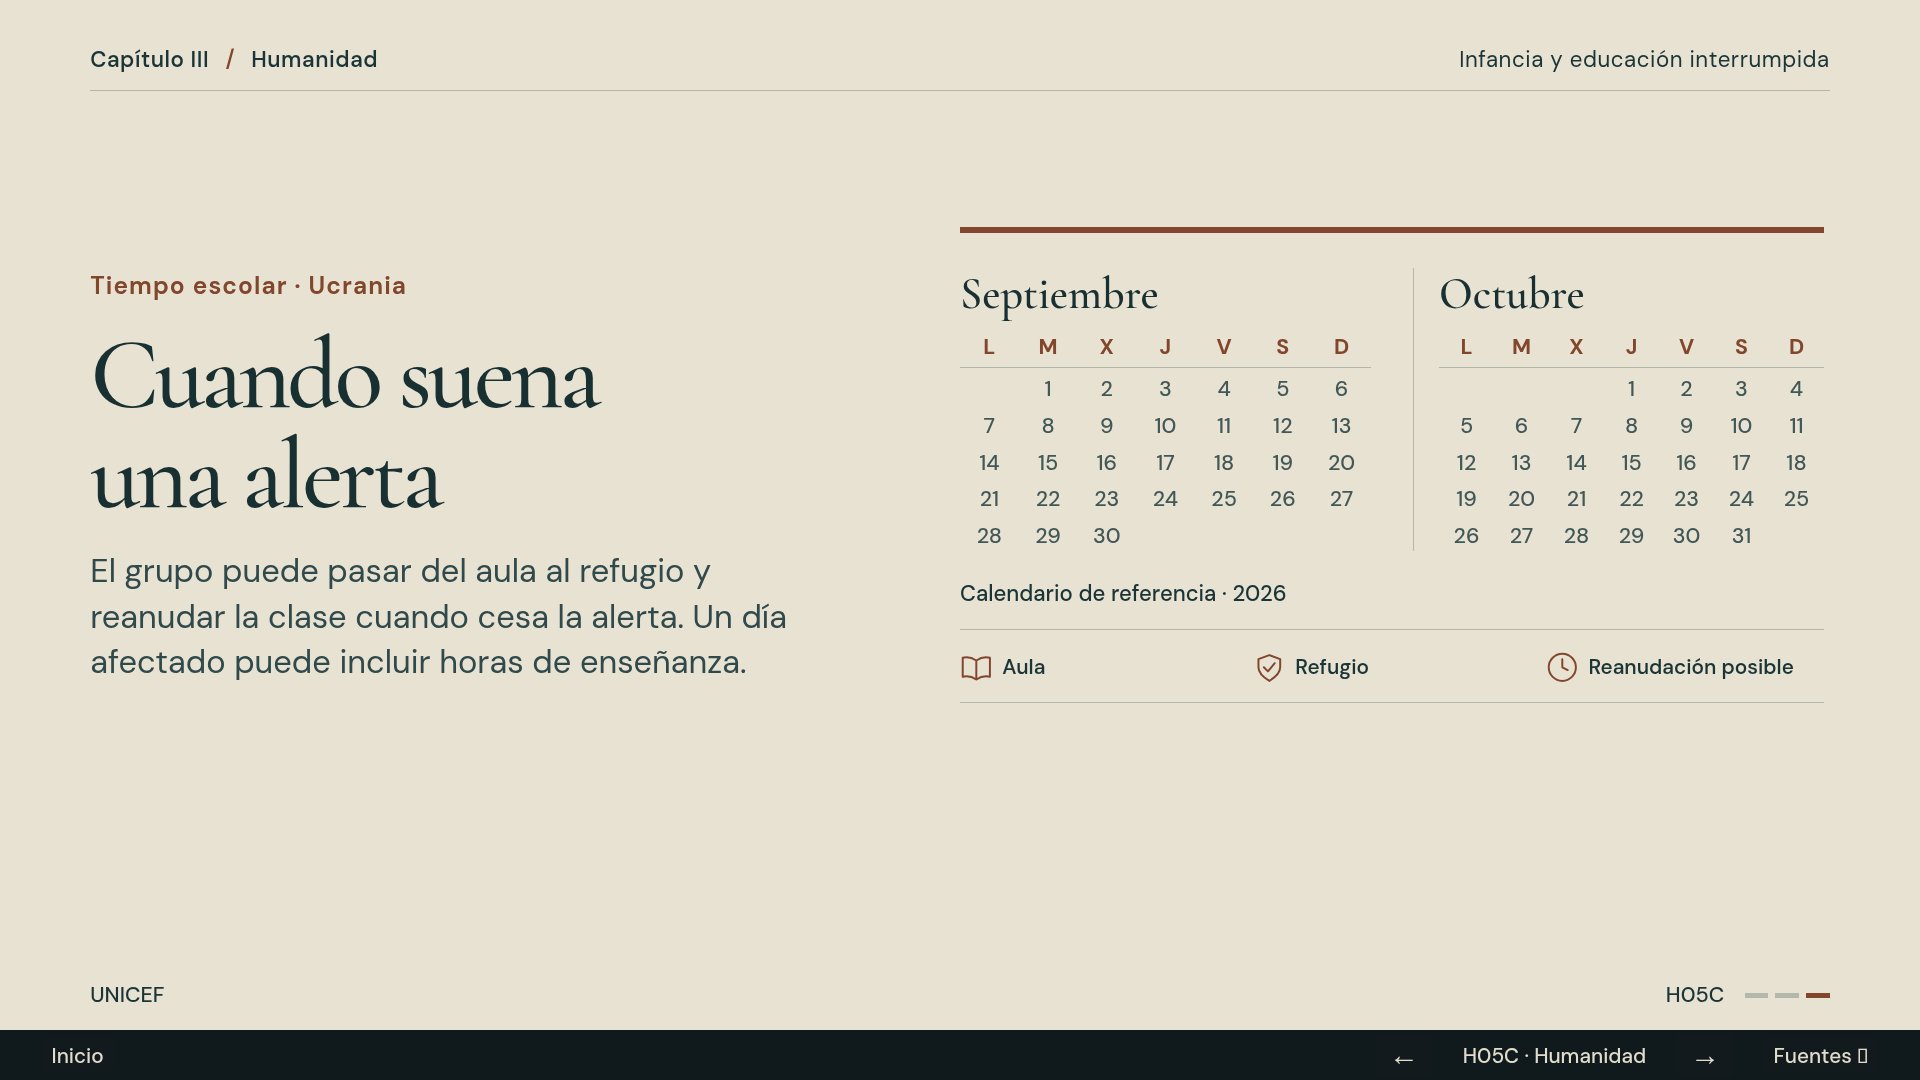 Capítulo III / Humanidad
Infancia y educación interrumpida
Tiempo escolar · Ucrania
Cuando suena
una alerta
El grupo puede pasar del aula al refugio y
reanudar la clase cuando cesa la alerta. Un día
afectado puede incluir horas de enseñanza.
Septiembre
L M X J V S D
1 2 3 4 5 6
7 8 9 10 11 12 13
14 15 16 17 18 19 20
21 22 23 24 25 26 27
28 29 30
Octubre
L M X J V S D
1 2 3 4
5 6 7 8 9 10 11
12 13 14 15 16 17 18
19 20 21 22 23 24 25
26 27 28 29 30 31
Calendario de referencia · 2026
Aula
Refugio
Reanudación posible
UNICEF
H05C
Inicio
← H05C · Humanidad →
Fuentes